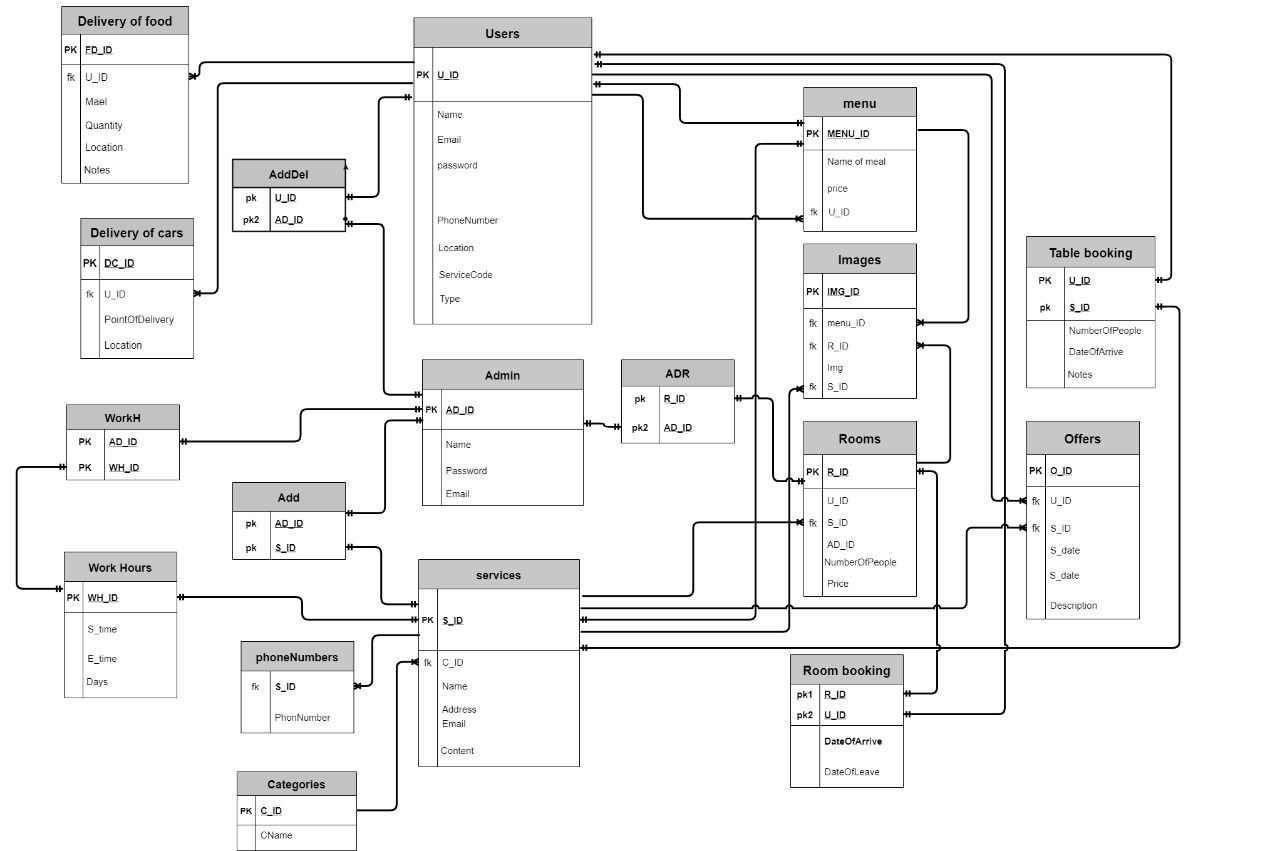 Delivery of food
PK FD_ID
fk U_ID
Mael
Quantity
Location
Notes
Users
PK U_ID
Name
Email
password
PhoneNumber
Location
ServiceCode
Type
menu
PK MENU_ID
Name of meal
price
fk U_ID
AddDel
pk U_ID
pk2 AD_ID
Delivery of cars
PK DC_ID
fk U_ID
PointOfDelivery
Location
Images
PK IMG_ID
fk menu_ID
fk R_ID
Img
fk S_ID
Table booking
PK U_ID
pk S_ID
NumberOfPeople
DateOfArrive
Notes
Admin
PK AD_ID
Name
Password
Email
ADR
pk R_ID
pk2 AD_ID
WorkH
PK AD_ID
PK WH_ID
Rooms
PK R_ID
U_ID
fk S_ID
AD_ID
NumberOfPeople
Price
Offers
PK O_ID
fk U_ID
fk S_ID
S_date
S_date
Description
Add
pk AD_ID
pk S_ID
Work Hours
PK WH_ID
S_time
E_time
Days
services
PK S_ID
fk C_ID
Name
Address
Email
Content
phoneNumbers
fk S_ID
PhonNumber
Room booking
pk1 R_ID
pk2 U_ID
DateOfArrive
DateOfLeave
Categories
PK C_ID
CName